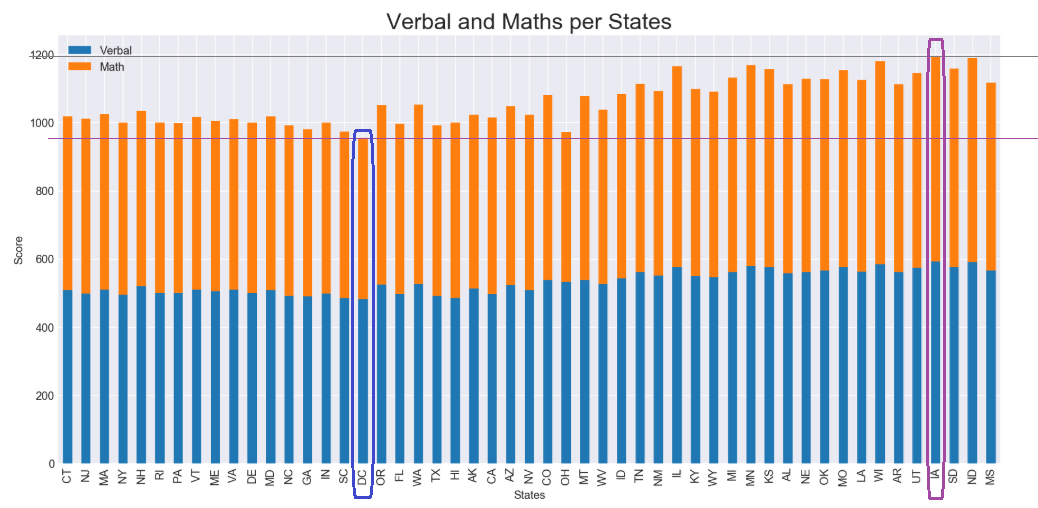 Verbal and Maths per States
Verbal
Math
Score
1200
1000
800
600
400
200
0
CT NJ MA NY NH RI PA VT ME VA DE MD NC GA IN SC DC OR FL WA TX HI AK CA AZ NV CO OH MT WV ID TN NM IL KY WY MI MN KS AL NE OK MO LA WI AR UT IA SD ND MS
States